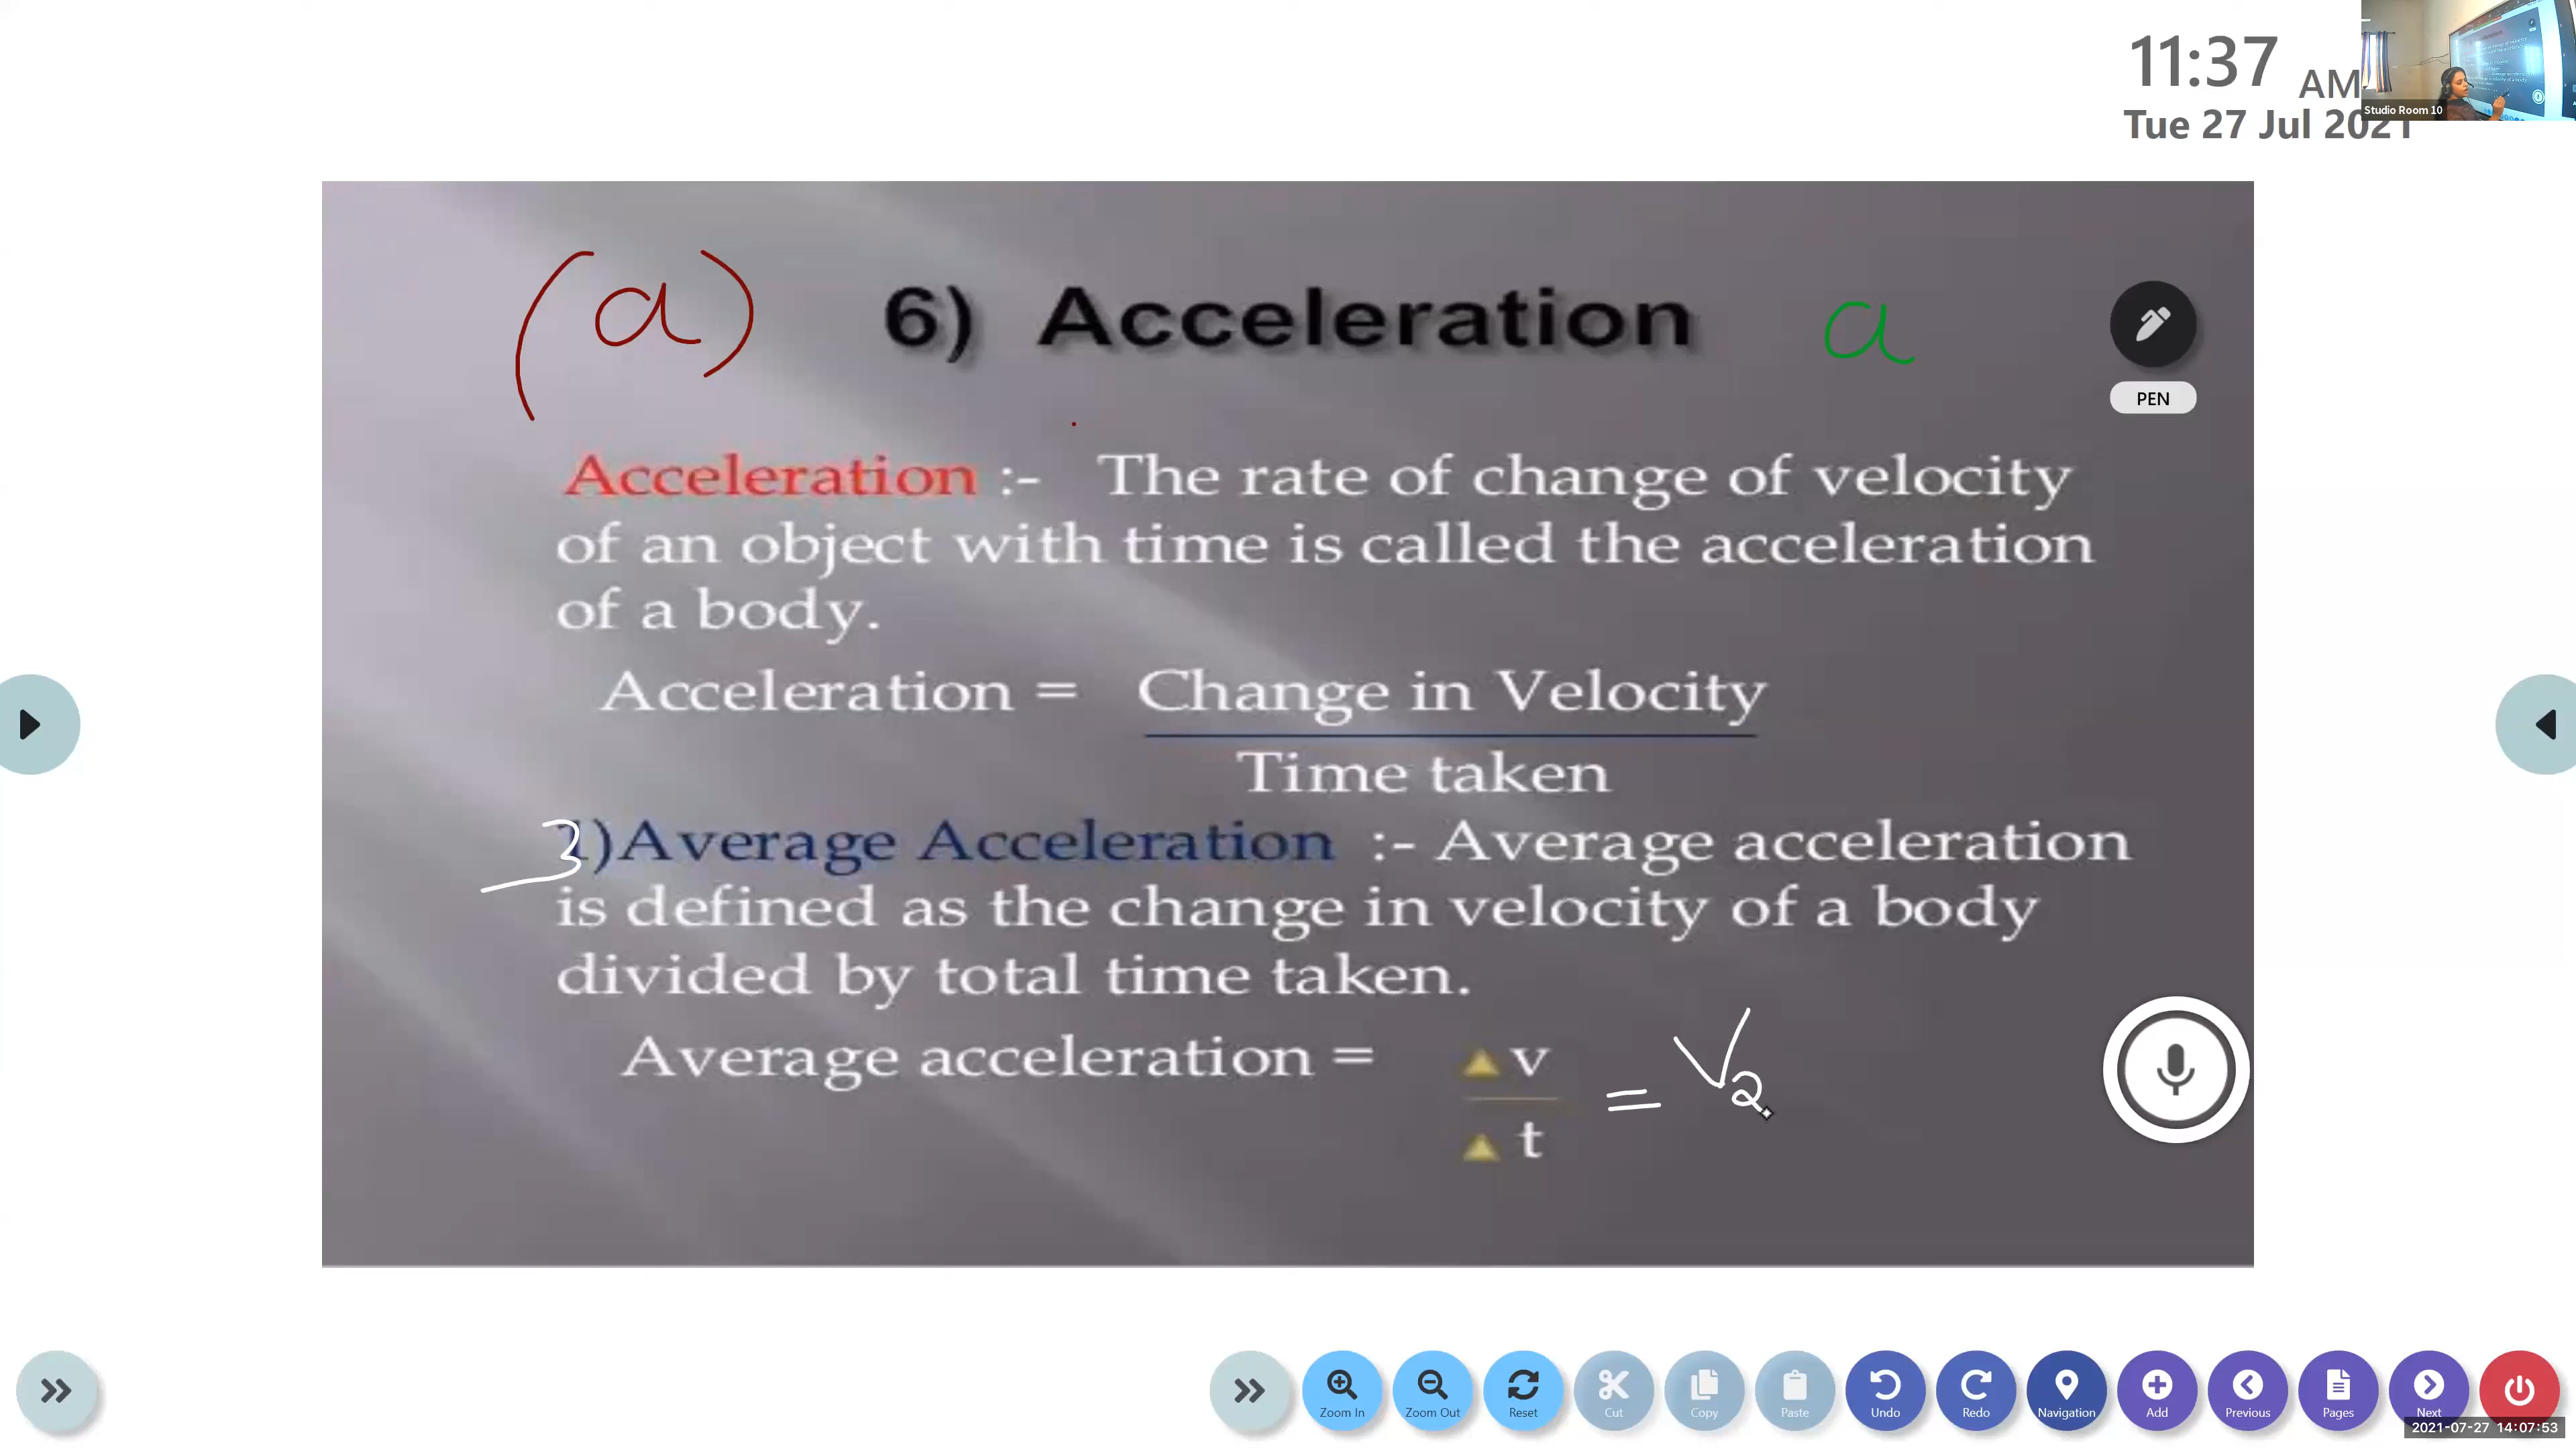 11:37 AM
Tue 27 Jul 2021
Studio Room 10
(a) 6) Acceleration a
PEN
Acceleration :- The rate of change of velocity
of an object with time is called the acceleration
of a body.
Acceleration = Change in Velocity
Time taken
1)Average Acceleration :- Average acceleration
3
is defined as the change in velocity of a body
divided by total time taken.
Average acceleration = ▲ v
= V2
▲ t
Zoom In Zoom Out Reset Cut Copy Paste Undo Redo Navigation Add Previous Pages Next
2021-07-27 14:07:53